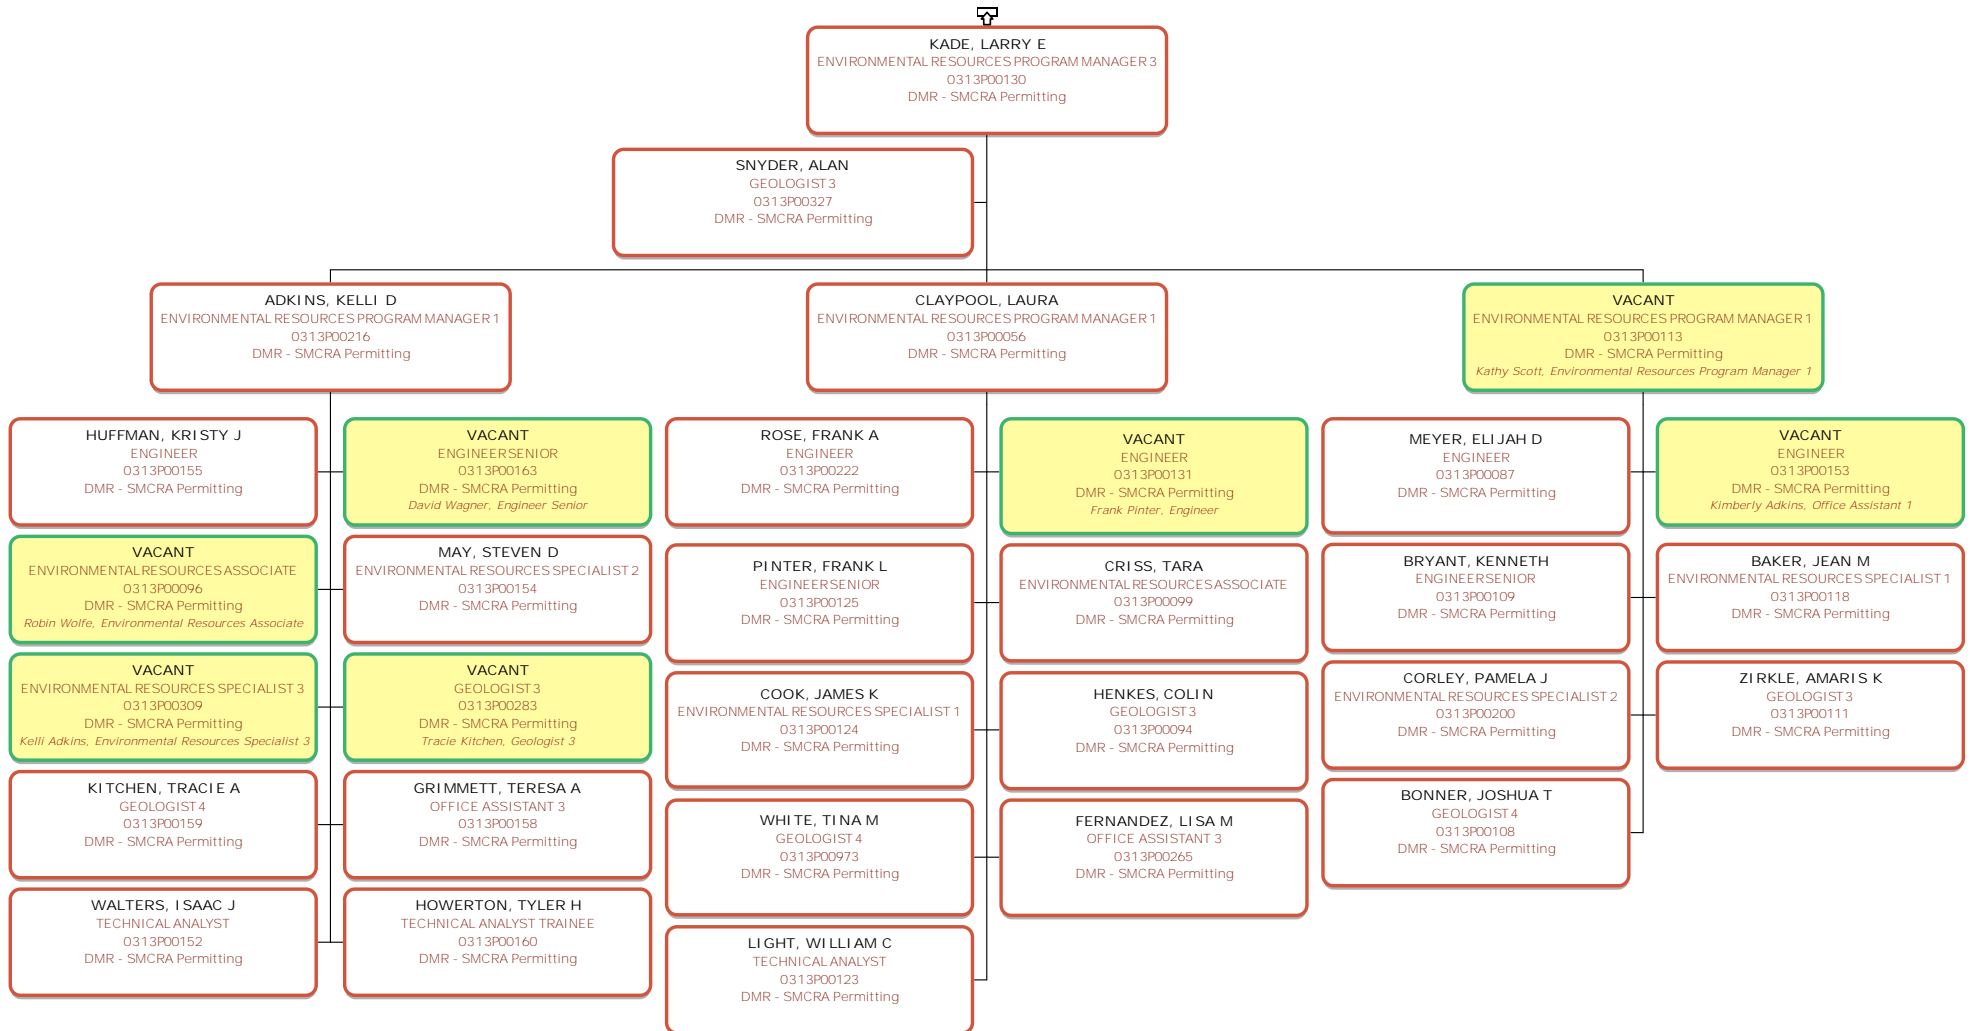 KADE, LARRY E
ENVIRONMENTAL RESOURCES PROGRAM MANAGER 3
0313P00130
DMR - SMCRA Permitting
SNYDER, ALAN
GEOLOGIST 3
0313P00327
DMR - SMCRA Permitting
ADKINS, KELLI D
ENVIRONMENTAL RESOURCES PROGRAM MANAGER 1
0313P00216
DMR - SMCRA Permitting
CLAYPOOL, LAURA
ENVIRONMENTAL RESOURCES PROGRAM MANAGER 1
0313P00056
DMR - SMCRA Permitting
VACANT
ENVIRONMENTAL RESOURCES PROGRAM MANAGER 1
0313P00113
DMR - SMCRA Permitting
Kathy Scott, Environmental Resources Program Manager 1
HUFFMAN, KRISTY J
ENGINEER
0313P00155
DMR - SMCRA Permitting
VACANT
ENGINEER SENIOR
0313P00163
DMR - SMCRA Permitting
David Wagner, Engineer Senior
VACANT
ENVIRONMENTAL RESOURCES ASSOCIATE
0313P00096
DMR - SMCRA Permitting
Robin Wolfe, Environmental Resources Associate
MAY, STEVEN D
ENVIRONMENTAL RESOURCES SPECIALIST 2
0313P00154
DMR - SMCRA Permitting
VACANT
ENVIRONMENTAL RESOURCES SPECIALIST 3
0313P00309
DMR - SMCRA Permitting
Kelli Adkins, Environmental Resources Specialist 3
VACANT
GEOLOGIST 3
0313P00283
DMR - SMCRA Permitting
Tracie Kitchen, Geologist 3
KITCHEN, TRACIE A
GEOLOGIST 4
0313P00159
DMR - SMCRA Permitting
GRIMMETT, TERESA A
OFFICE ASSISTANT 3
0313P00158
DMR - SMCRA Permitting
WALTERS, ISAAC J
TECHNICAL ANALYST
0313P00152
DMR - SMCRA Permitting
HOWERTON, TYLER H
TECHNICAL ANALYST TRAINEE
0313P00160
DMR - SMCRA Permitting
ROSE, FRANK A
ENGINEER
0313P00222
DMR - SMCRA Permitting
VACANT
ENGINEER
0313P00131
DMR - SMCRA Permitting
Frank Pinter, Engineer
PINTER, FRANK L
ENGINEER SENIOR
0313P00125
DMR - SMCRA Permitting
CRISS, TARA
ENVIRONMENTAL RESOURCES ASSOCIATE
0313P00099
DMR - SMCRA Permitting
COOK, JAMES K
ENVIRONMENTAL RESOURCES SPECIALIST 1
0313P00124
DMR - SMCRA Permitting
HENKES, COLIN
GEOLOGIST 3
0313P00094
DMR - SMCRA Permitting
WHITE, TINA M
GEOLOGIST 4
0313P00973
DMR - SMCRA Permitting
FERNANDEZ, LISA M
OFFICE ASSISTANT 3
0313P00265
DMR - SMCRA Permitting
LIGHT, WILLIAM C
TECHNICAL ANALYST
0313P00123
DMR - SMCRA Permitting
MEYER, ELIJAH D
ENGINEER
0313P00087
DMR - SMCRA Permitting
VACANT
ENGINEER
0313P00153
DMR - SMCRA Permitting
Kimberly Adkins, Office Assistant 1
BRYANT, KENNETH
ENGINEER SENIOR
0313P00109
DMR - SMCRA Permitting
BAKER, JEAN M
ENVIRONMENTAL RESOURCES SPECIALIST 1
0313P00118
DMR - SMCRA Permitting
CORLEY, PAMELA J
ENVIRONMENTAL RESOURCES SPECIALIST 2
0313P00200
DMR - SMCRA Permitting
ZIRKLE, AMARIS K
GEOLOGIST 3
0313P00111
DMR - SMCRA Permitting
BONNER, JOSHUA T
GEOLOGIST 4
0313P00108
DMR - SMCRA Permitting